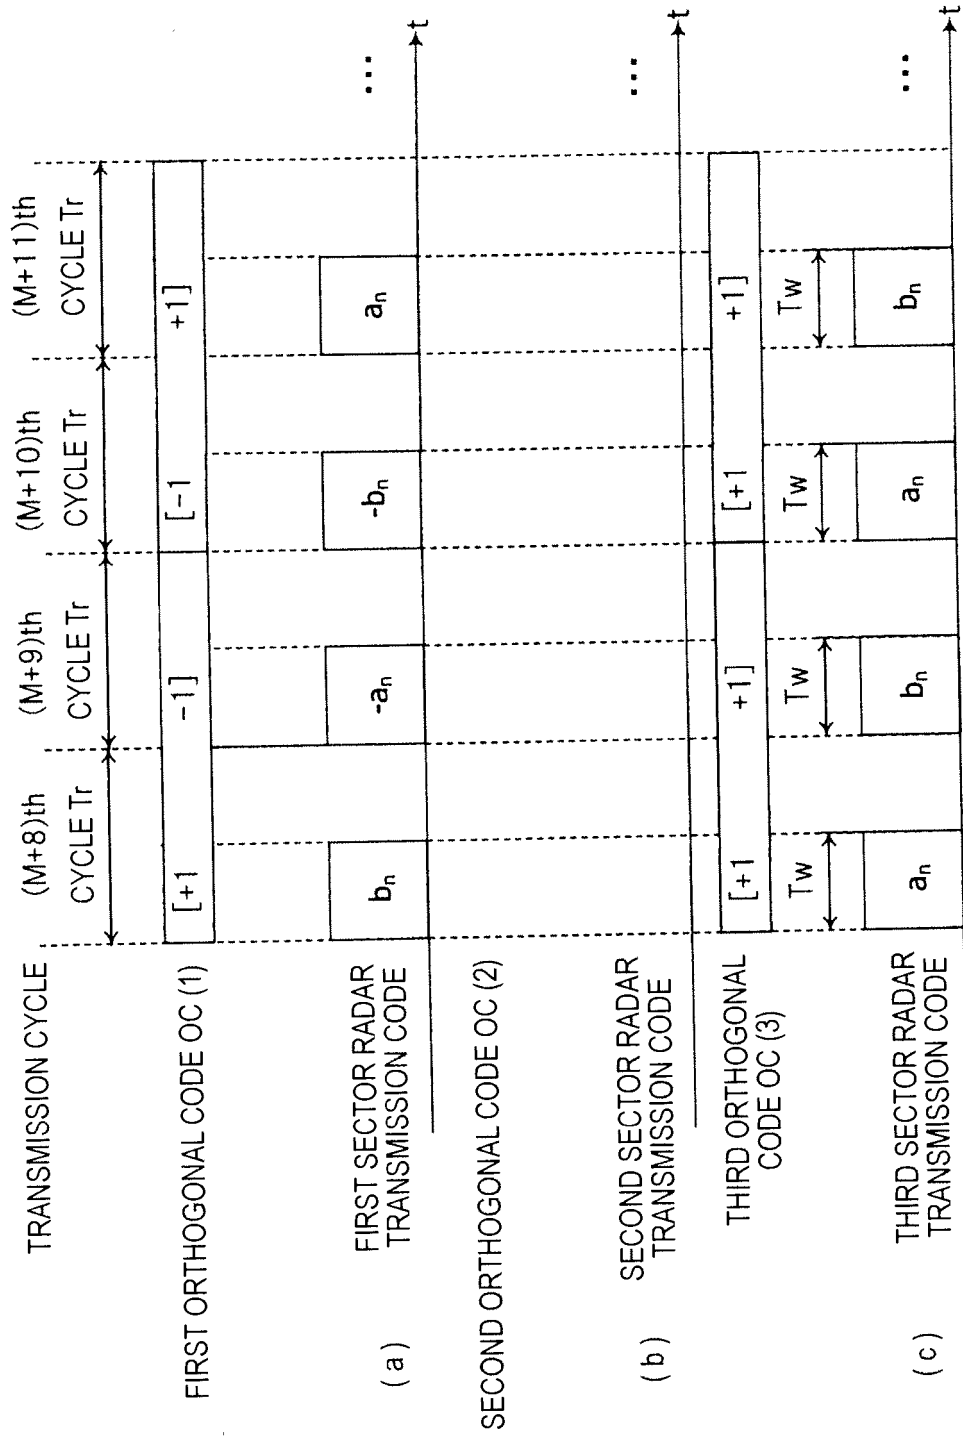 TRANSMISSION CYCLE
(M+8)th
CYCLE Tr
(M+9)th
CYCLE Tr
(M+10)th
CYCLE Tr
(M+11)th
CYCLE Tr
FIRST ORTHOGONAL CODE OC (1)
[+1 -1] [-1 +1]
(a)
FIRST SECTOR RADAR
TRANSMISSION CODE
bn -an -bn an ... t
SECOND ORTHOGONAL CODE OC (2)
(b)
SECOND SECTOR RADAR
TRANSMISSION CODE
... t
THIRD ORTHOGONAL
CODE OC (3)
[+1 +1] [+1 +1]
Tw Tw Tw Tw
(c)
THIRD SECTOR RADAR
TRANSMISSION CODE
an bn an bn ... t